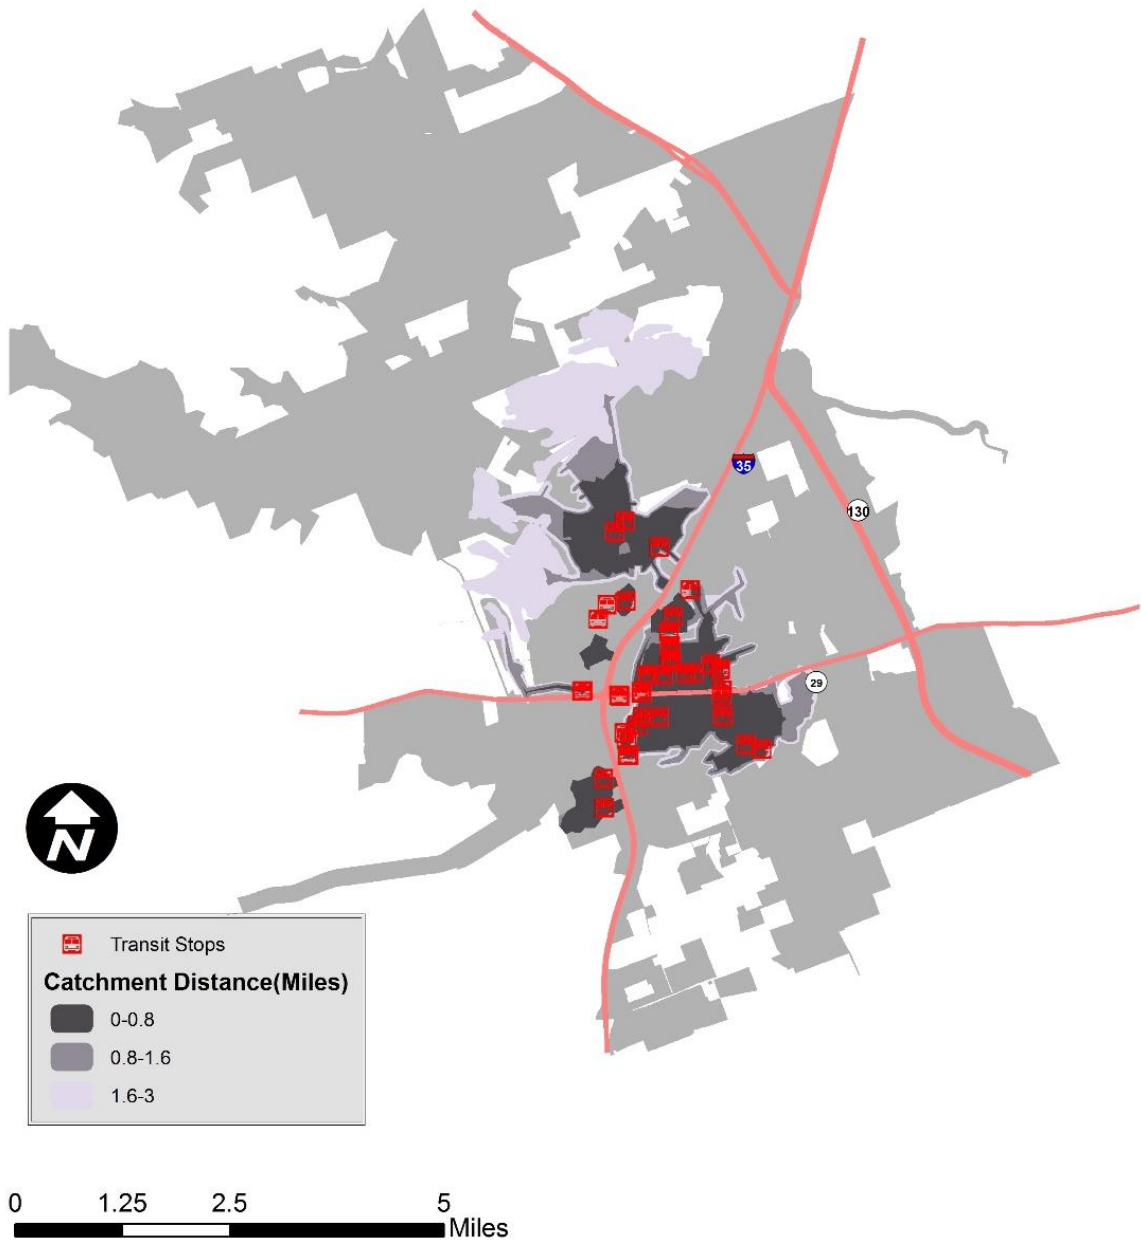 35
130
29
N
Transit Stops
Catchment Distance(Miles)
0-0.8
0.8-1.6
1.6-3
0 1.25 2.5 5
Miles